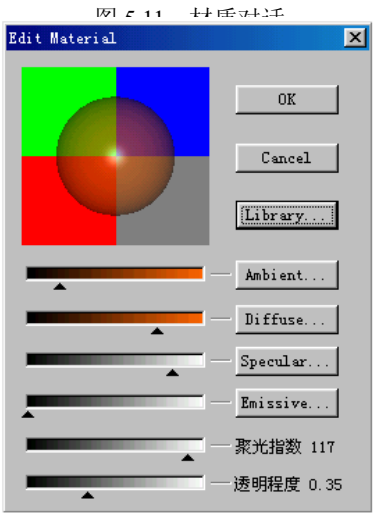 图 5.11 材质对话
Edit Material
OK
Cancel
Library...
Ambient...
Diffuse...
Specular...
Emissive...
聚光指数 117
透明程度 0.35